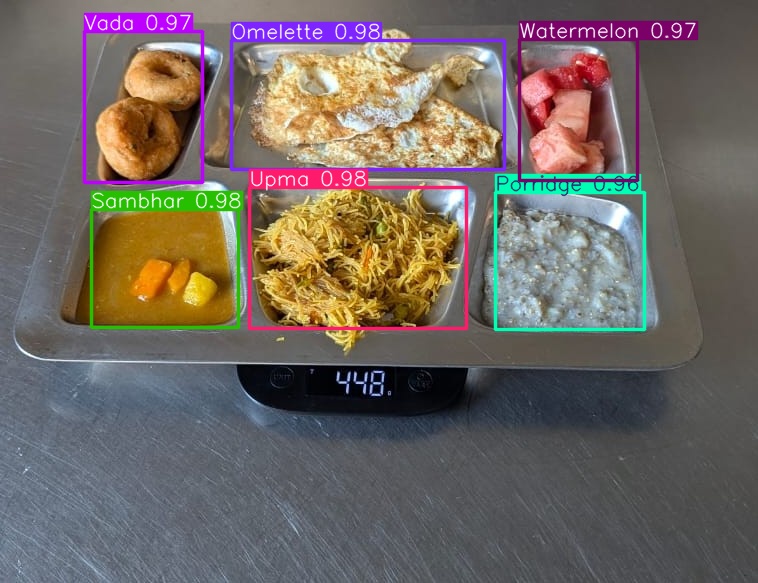 Vada 0.97
Omelette 0.98
Watermelon 0.97
Sambhar 0.98
Upma 0.98
Porridge 0.96
UNIT
T
448
g